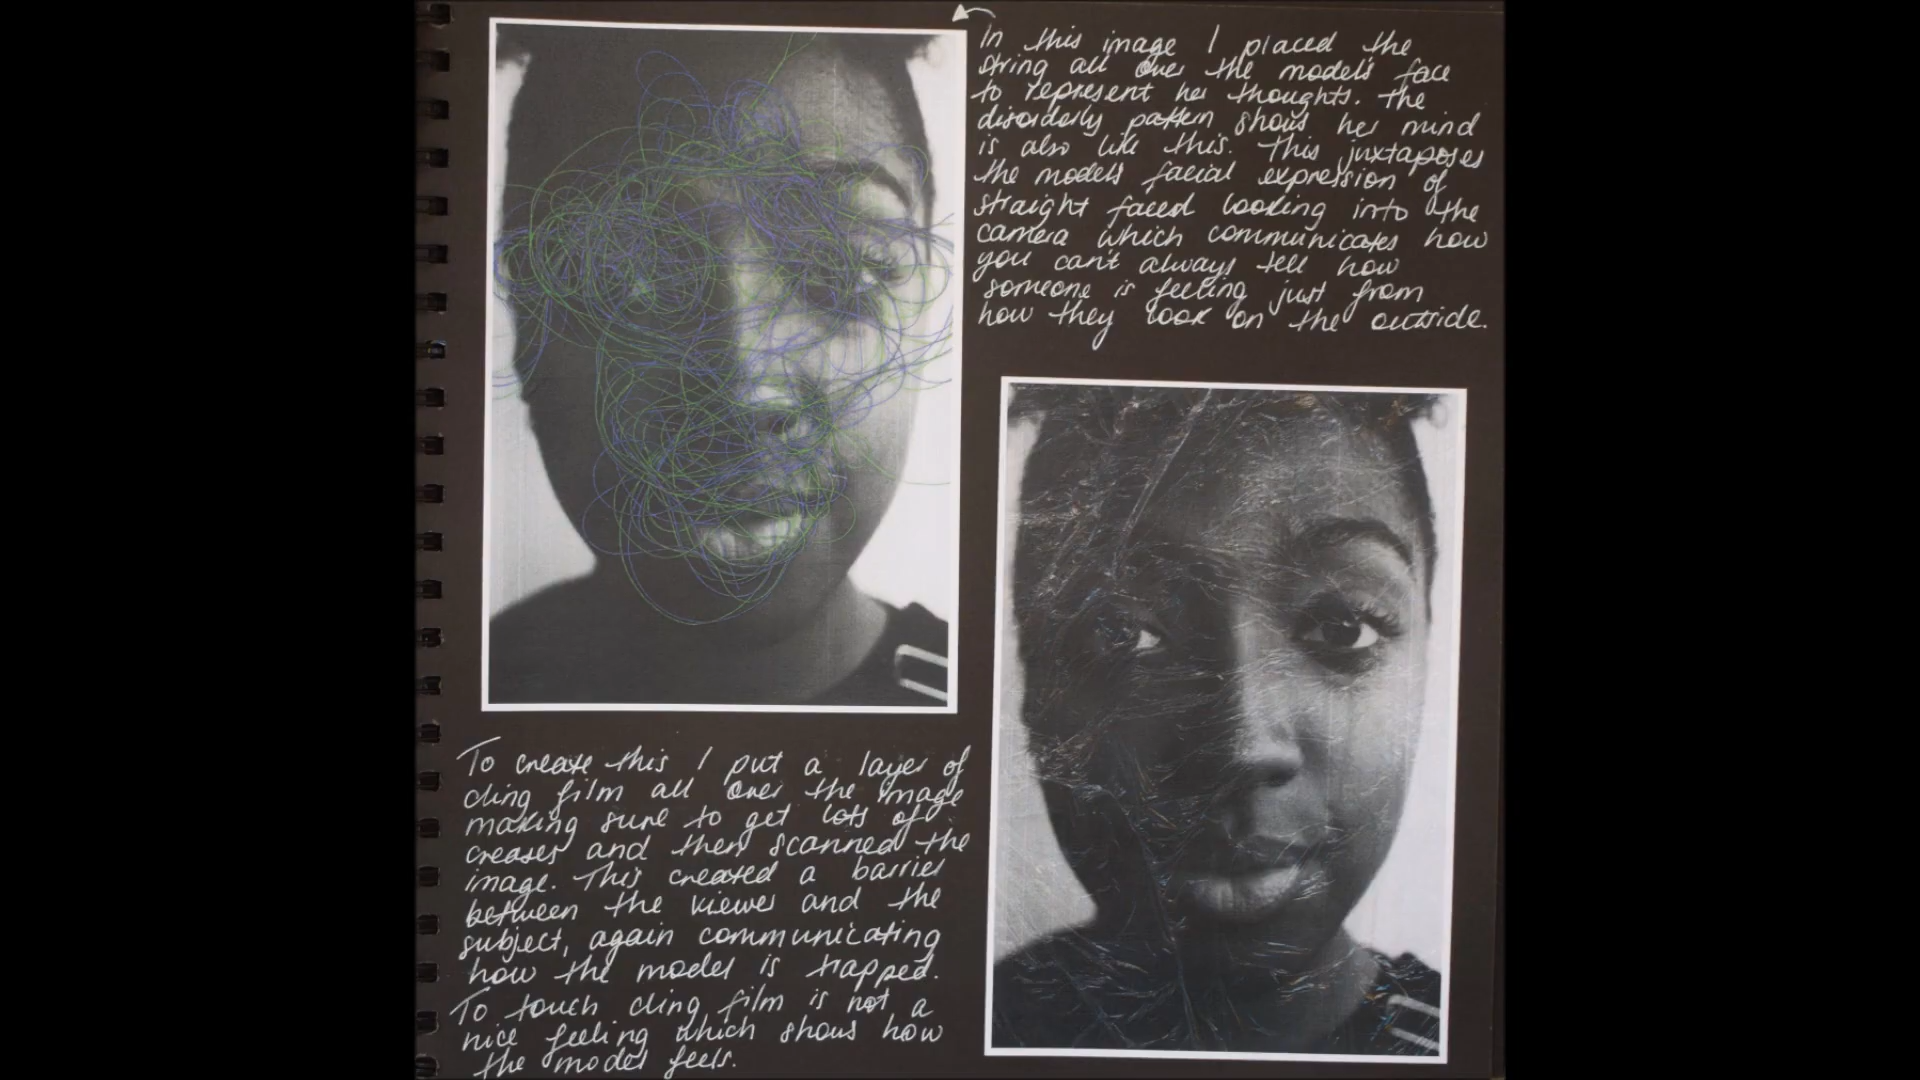 In this image I placed the
string all over the models face
to represent her thoughts. The
disorderly pattern shows her mind
is also like this. This juxtaposes
the models facial expression of
straight faced looking into the
camera which communicates how
you can't always tell how
someone is feeling just from
how they look on the outside.
To create this I put a layer of
cling film all over the image
making sure to get lots of
creases and then scanned the
image. This created a barrier
between the viewer and the
subject, again communicating
how the model is trapped.
To touch cling film is not a
nice feeling which shows how
the model feels.